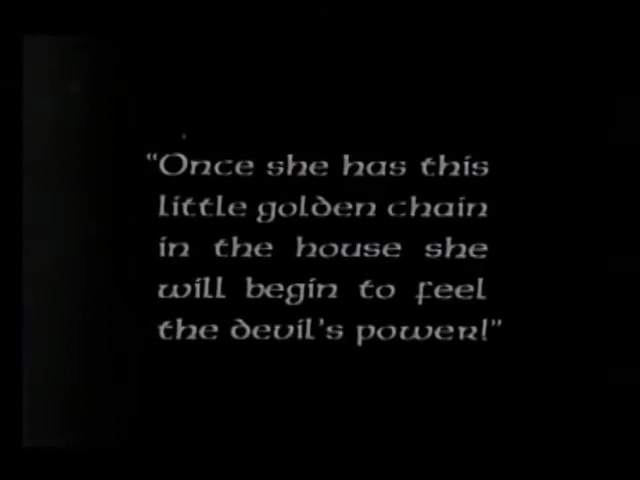 "Once she has this
little golden chain
in the house she
will begin to feel
the devil's power!"